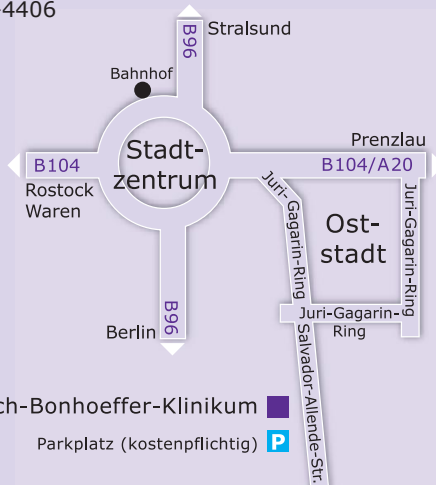 -4406
Stralsund
B96
Bahnhof
Prenzlau
B104
Stadt-
zentrum
B104/A20
Rostock
Waren
Juri- Gagarin-Ring
Ost-
stadt
Juri-Gagarin-Ring
Juri-Gagarin-
Ring
Berlin
B96
Salvador-Allende-Str.
ch-Bonhoeffer-Klinikum
Parkplatz (kostenpflichtig) P